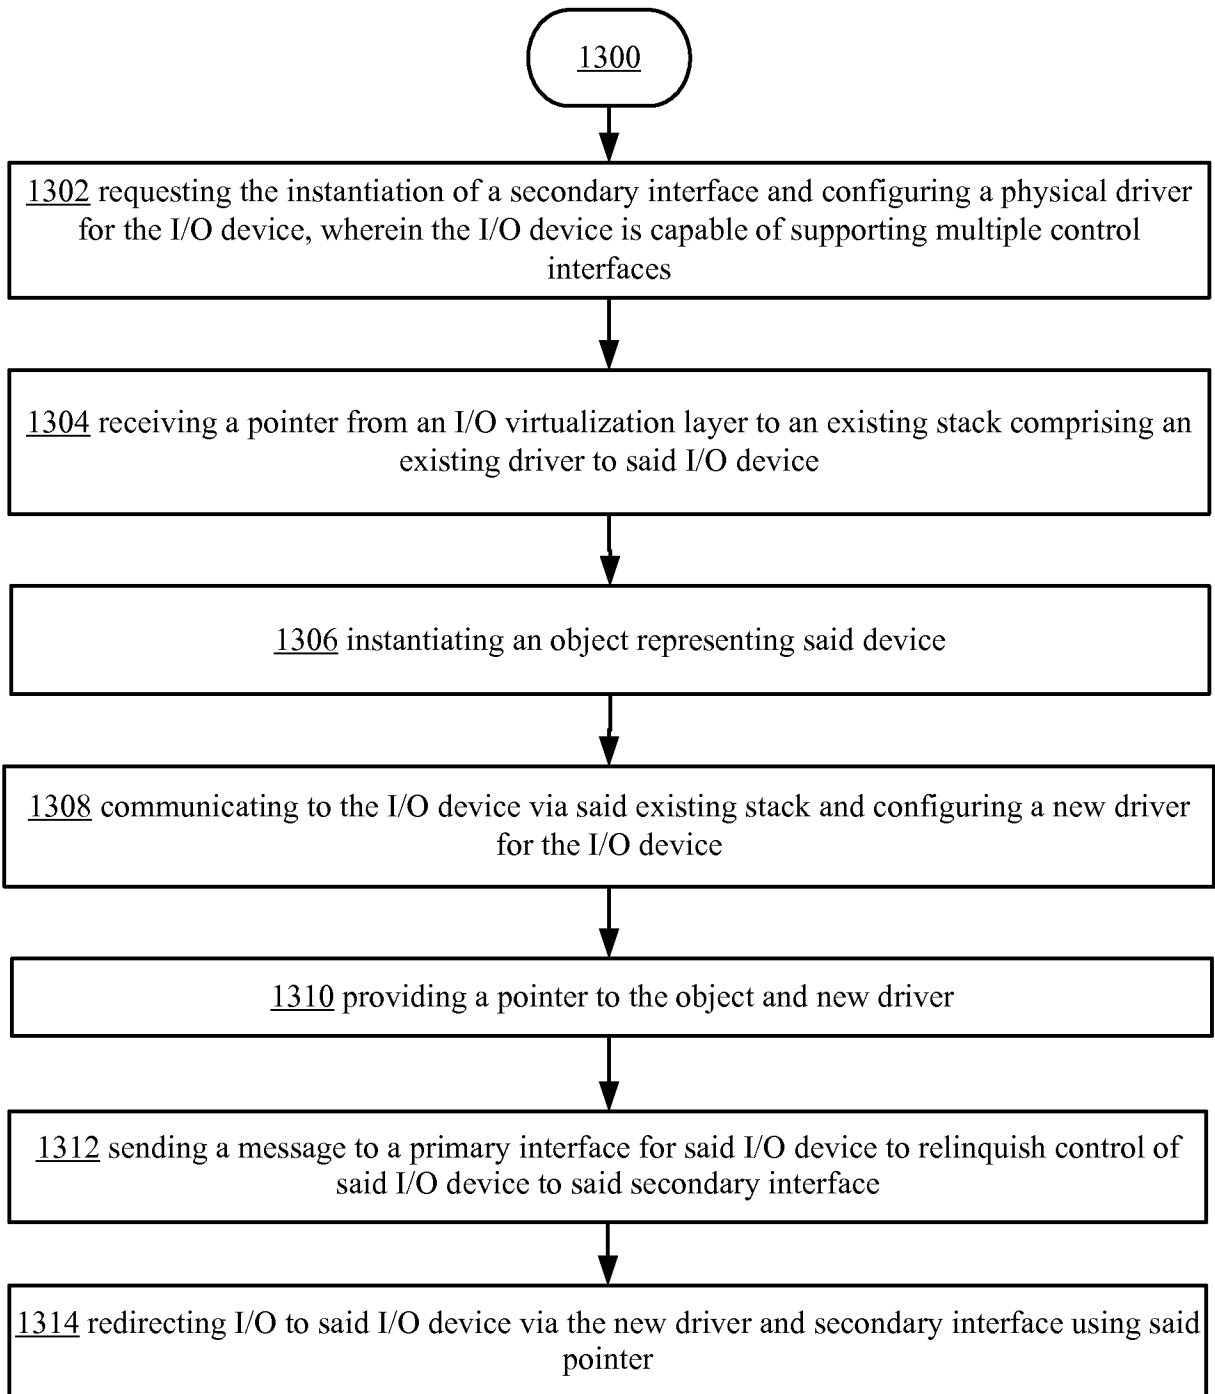 1300
1302 requesting the instantiation of a secondary interface and configuring a physical driver
for the I/O device, wherein the I/O device is capable of supporting multiple control
interfaces
1304 receiving a pointer from an I/O virtualization layer to an existing stack comprising an
existing driver to said I/O device
1306 instantiating an object representing said device
1308 communicating to the I/O device via said existing stack and configuring a new driver
for the I/O device
1310 providing a pointer to the object and new driver
1312 sending a message to a primary interface for said I/O device to relinquish control of
said I/O device to said secondary interface
1314 redirecting I/O to said I/O device via the new driver and secondary interface using said
pointer